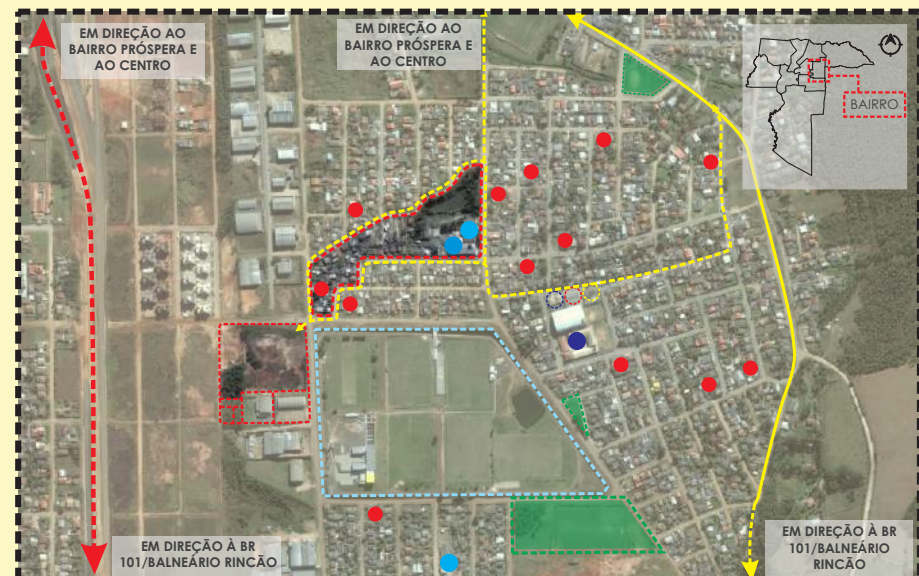 EM DIREÇÃO AO
BAIRRO PRÓSPERA E
AO CENTRO
EM DIREÇÃO AO
BAIRRO PRÓSPERA E
AO CENTRO
BAIRRO
EM DIREÇÃO À BR
101/BALNEÁRIO RINCÃO
EM DIREÇÃO À BR
101/BALNEÁRIO
RINCÃO